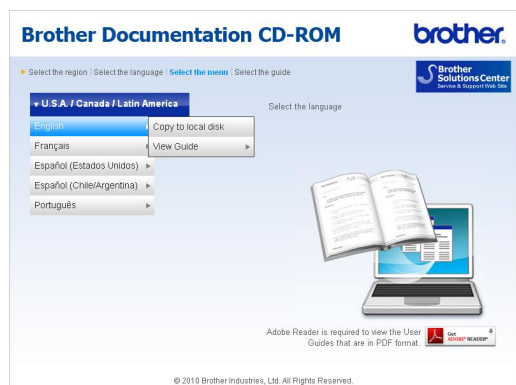 Brother Documentation CD-ROM
brother.
Select the region | Select the language | Select the menu | Select the guide
Brother
Solutions Center
Service & Support Web Site
U.S.A. / Canada / Latin America
Select the language
English
Copy to local disk
Français
View Guide
Español (Estados Unidos)
Español (Chile/Argentina)
Português
Adobe Reader is required to view the User
Guides that are in PDF format.
Get
ADOBE® READER®
© 2010 Brother Industries, Ltd. All Rights Reserved.